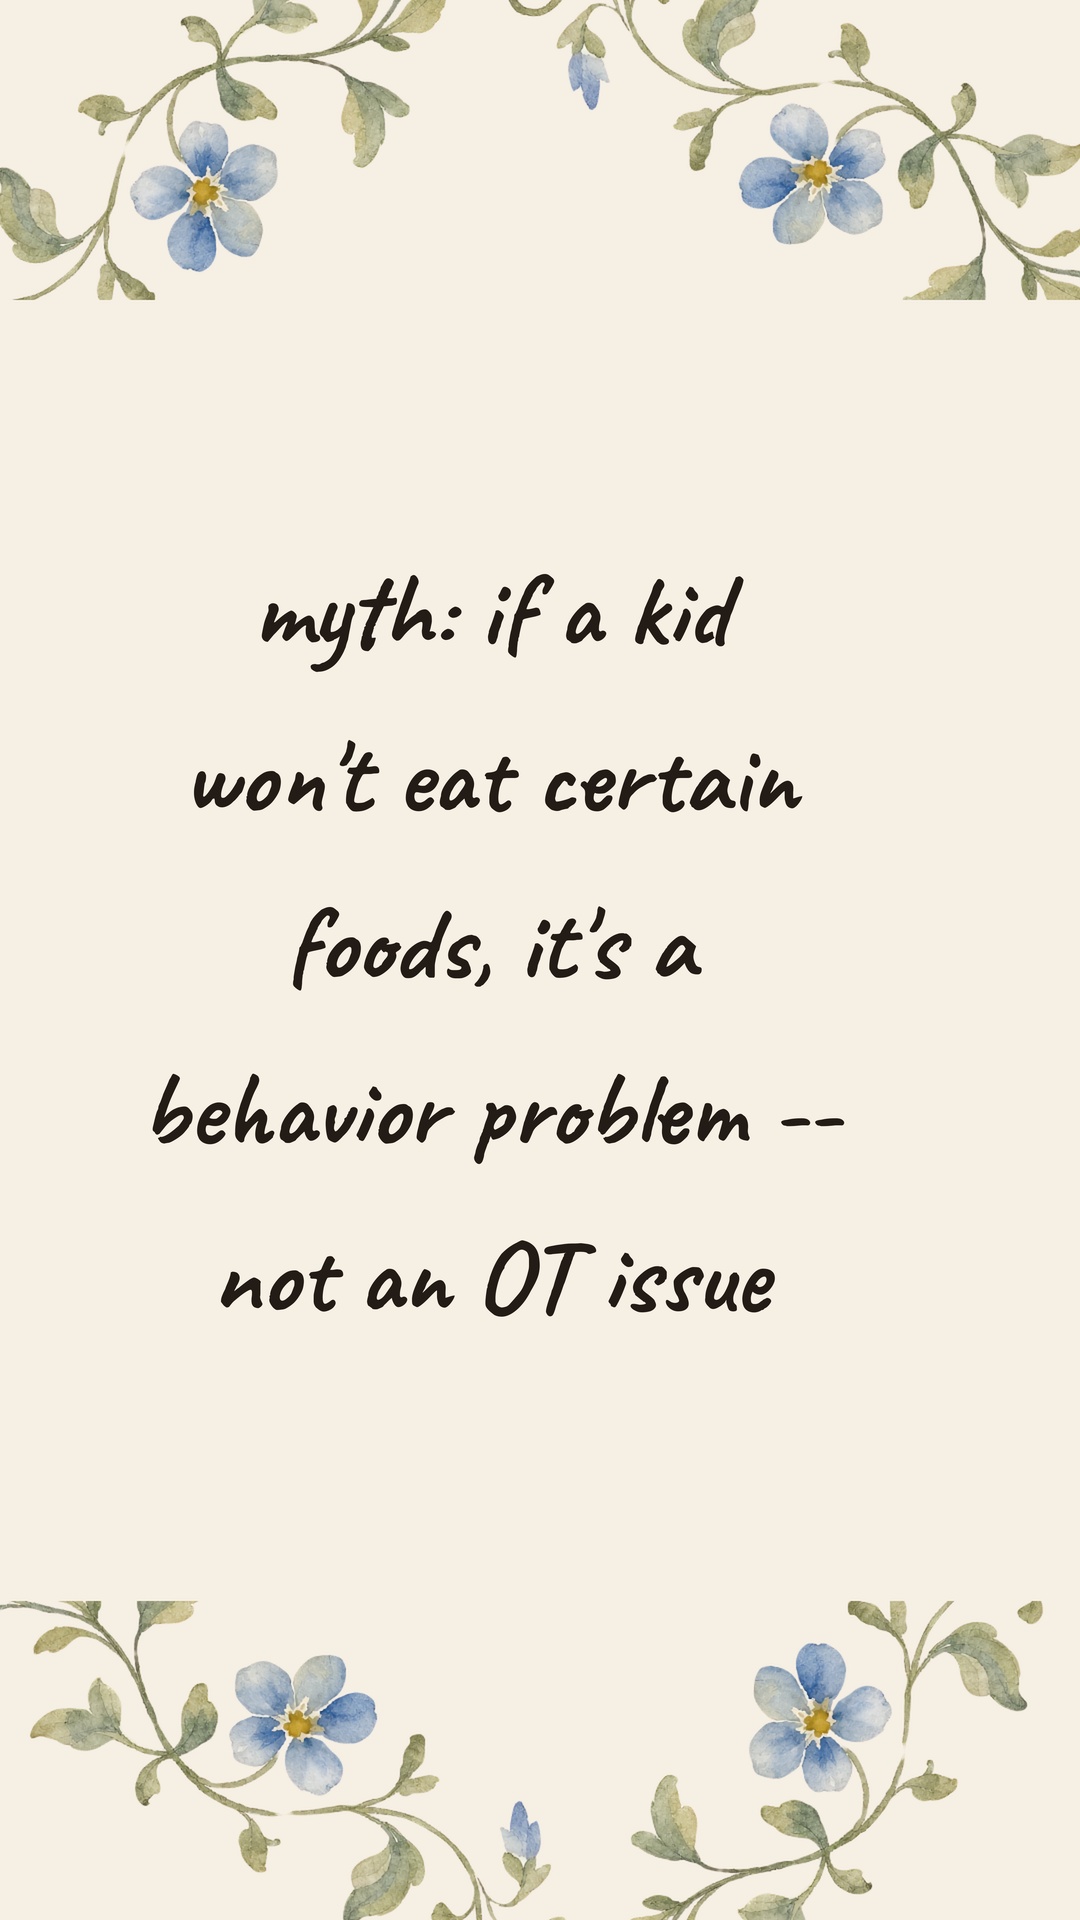 myth: if a kid
won't eat certain
foods, it's a
behavior problem --
not an OT issue